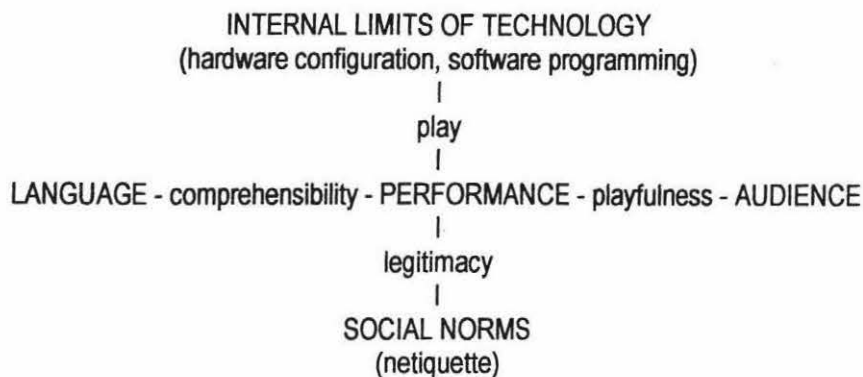 INTERNAL LIMITS OF TECHNOLOGY
(hardware configuration, software programming)
|
play
|
LANGUAGE - comprehensibility - PERFORMANCE - playfulness - AUDIENCE
|
legitimacy
|
SOCIAL NORMS
(netiquette)